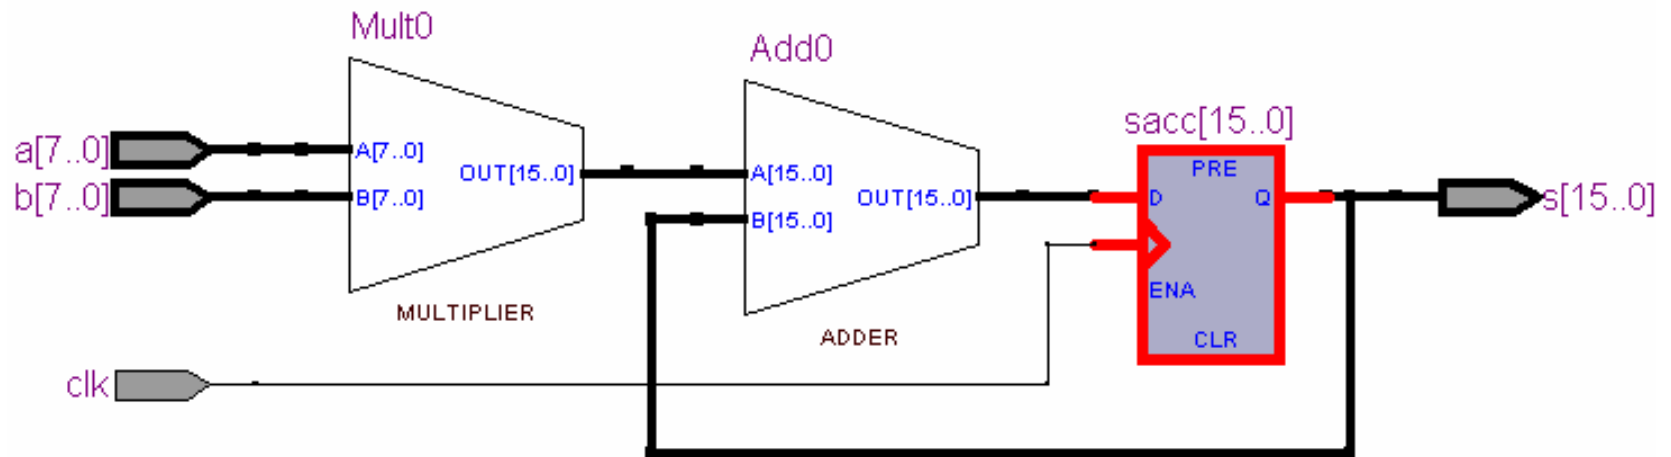 Mult0
Add0
sacc[15..0]
a[7..0]
b[7..0]
A[7..0]
B[7..0]
OUT[15..0]
A[15..0]
B[15..0]
OUT[15..0]
PRE
D
Q
ENA
CLR
s[15..0]
MULTIPLIER
ADDER
clk